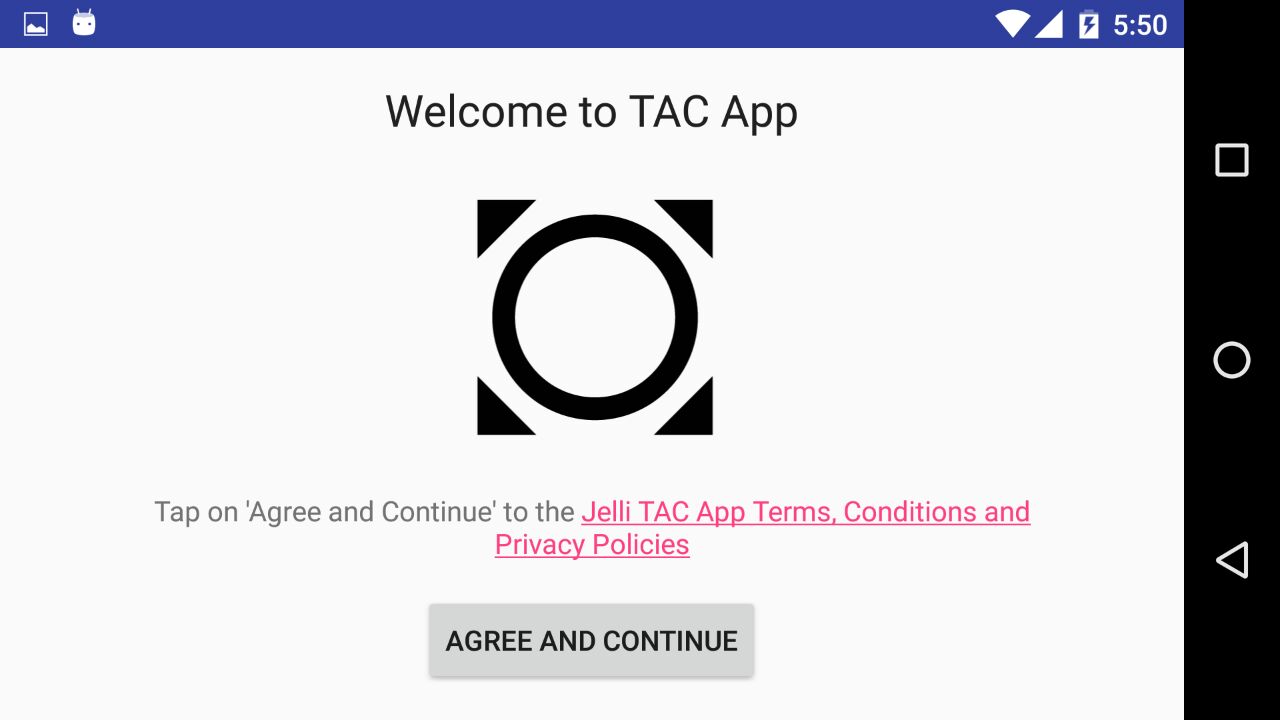 5:50
Welcome to TAC App
Tap on 'Agree and Continue' to the Jelli TAC App Terms, Conditions and
Privacy Policies
AGREE AND CONTINUE